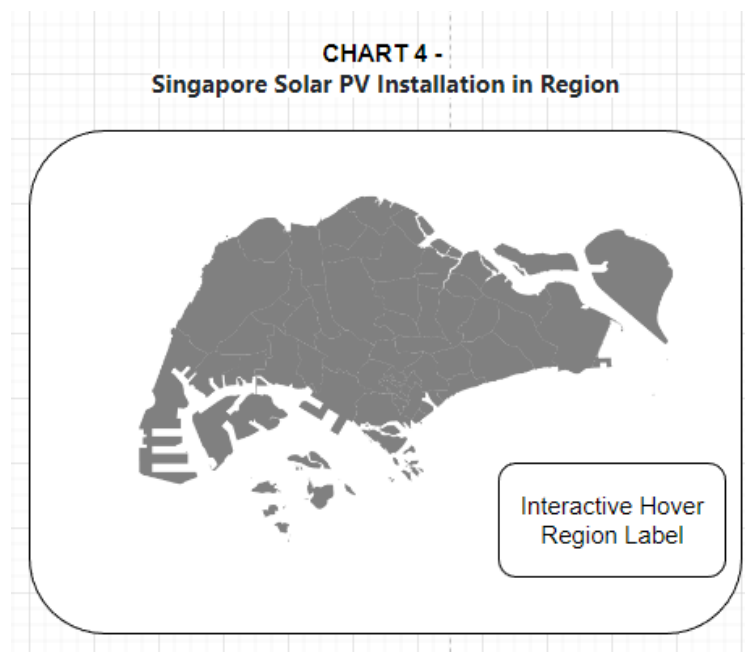 CHART 4 -
Singapore Solar PV Installation in Region
Interactive Hover
Region Label